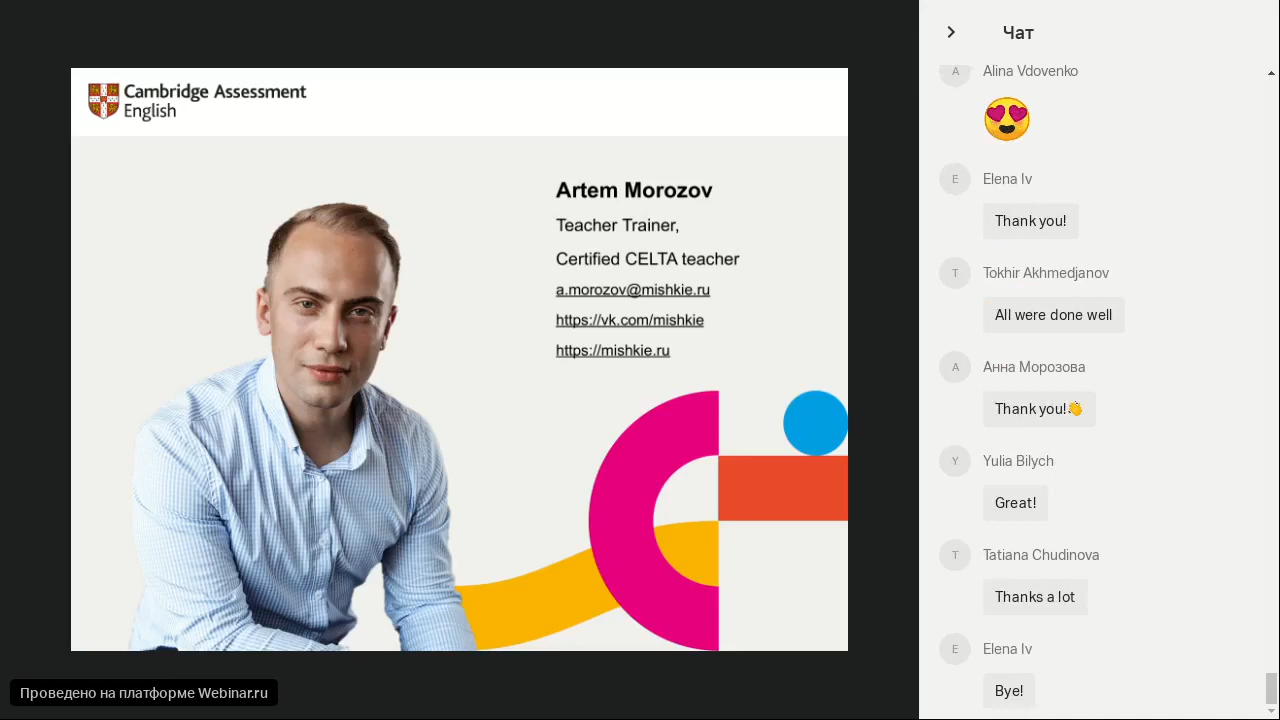 Cambridge Assessment
English
Artem Morozov
Teacher Trainer,
Certified CELTA teacher
a.morozov@mishkie.ru
https://vk.com/mishkie
https://mishkie.ru
Проведено на платформе Webinar.ru
Чат
A
Alina Vdovenko
E
Elena Iv
Thank you!
T
Tokhir Akhmedjanov
All were done well
А
Анна Морозова
Thank you!👋
Y
Yulia Bilych
Great!
T
Tatiana Chudinova
Thanks a lot
E
Elena Iv
Bye!